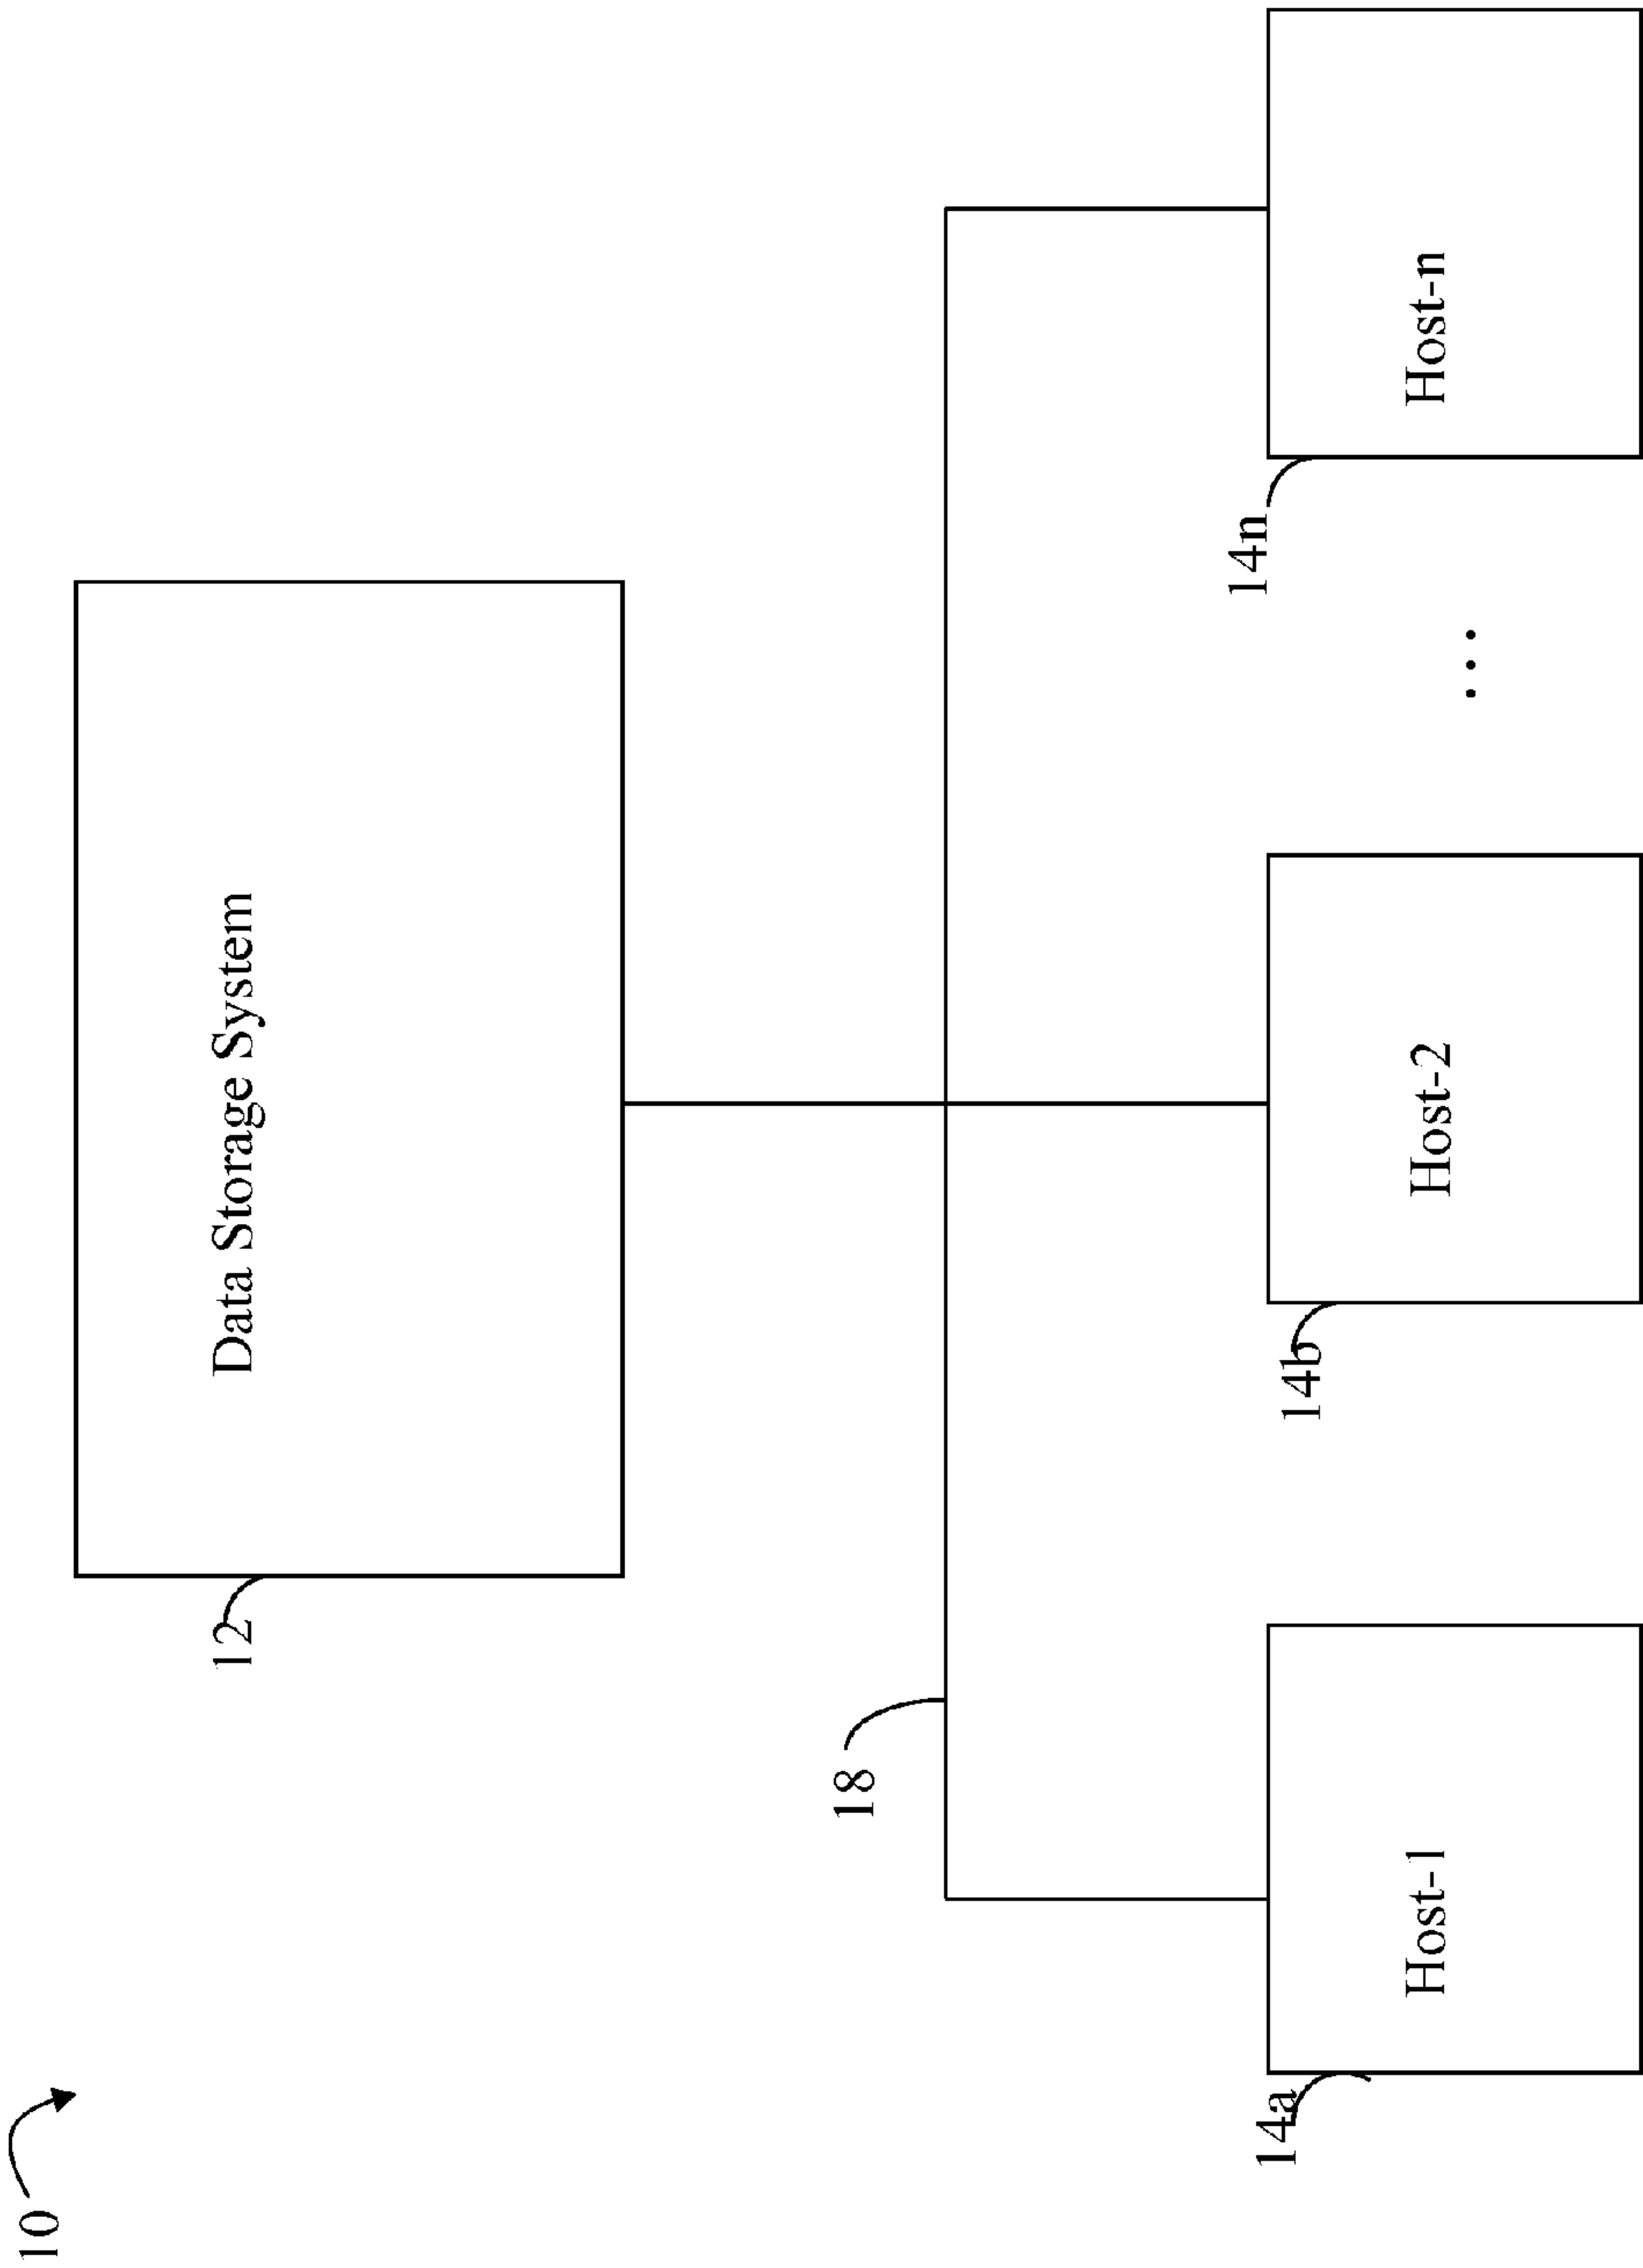 10
12
Data Storage System
18
14a
Host-1
14b
Host-2
14n
Host-n
...